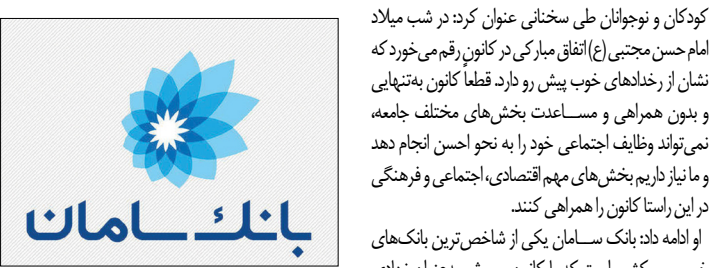 کودکان و نوجوانان طی سخنانی عنوان کرد: در شب میلاد
امام حسن مجتبی (ع) اتفاق مبارکی در کانون رقم می‌خورد که
نشان از رخدادهای خوب پیش رو دارد. قطعاً کانون به‌تنهایی
و بدون همراهی و مســاعدت بخش‌های مختلف جامعه،
نمی‌تواند وظایف اجتماعی خود را به نحو احسن انجام دهد
و ما نیاز داریم بخش‌های مهم اقتصادی، اجتماعی و فرهنگی
در این راستا کانون را همراهی کنند.
او ادامه داد: بانک ســامان یکی از شاخص‌ترین بانک‌های
بانك سامان